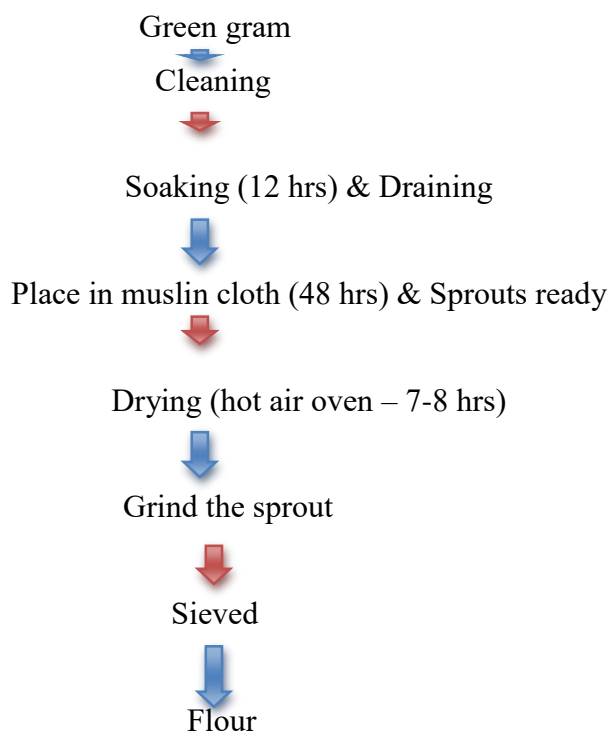 Green gram
Cleaning
Soaking (12 hrs) & Draining
Place in muslin cloth (48 hrs) & Sprouts ready
Drying (hot air oven – 7-8 hrs)
Grind the sprout
Sieved
Flour